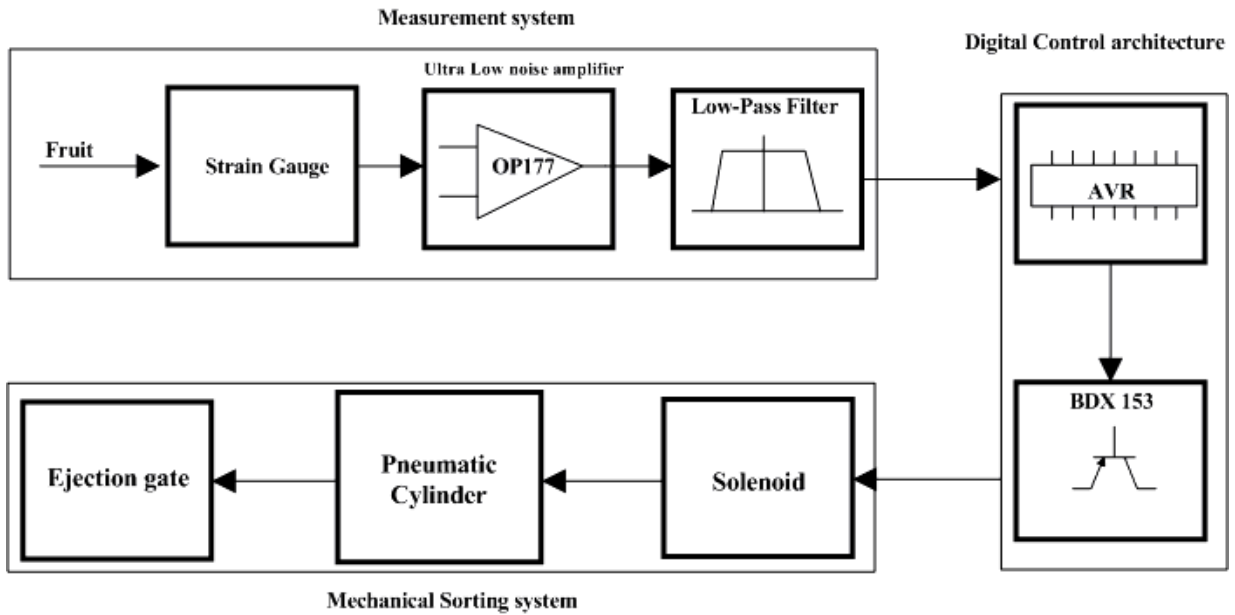 Measurement system
Digital Control architecture
Ultra Low noise amplifier
Low-Pass Filter
Fruit
Strain Gauge
OP177
AVR
BDX 153
Ejection gate
Pneumatic
Cylinder
Solenoid
Mechanical Sorting system